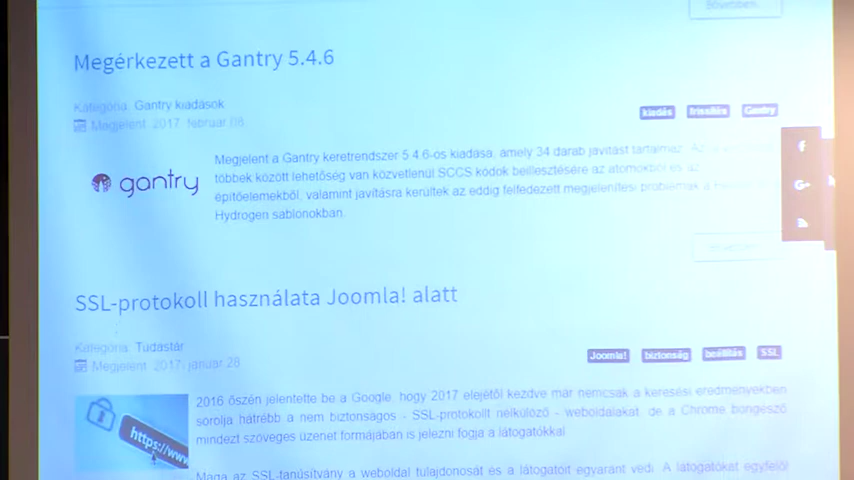 Bővebben...
Megérkezett a Gantry 5.4.6
Kategória: Gantry kiadások
Megjelent: 2017. február 08
kiadás frissítés Gantry
gantry
Megjelent a Gantry keretrendszer 5.4.6-os kiadása, amely 34 darab javítást tartalmaz.
többek között lehetőség van közvetlenül SCCS kódok beillesztésére az atomokból és az
építőelemekből, valamint javításra kerültek az eddig felfedezett megjelenítési problémák a
Hydrogen sablonokban.
SSL-protokoll használata Joomla! alatt
Kategória: Tudástár
Megjelent: 2017. január 28
Joomla! biztonság beállítás SSL
https://www
2016 őszén jelentette be a Google, hogy 2017 elejétől kezdve már nemcsak a keresési eredményekben
sorolja hátrébb a nem biztonságos - SSL-protokollt nélkülöző - weboldalakat, de a Chrome böngésző
mindezt szöveges üzenet formájában is jelezni fogja a látogatókkal.
Maga az SSL-tanúsítvány a weboldal tulajdonosát és a látogatóit egyaránt védi. A látogatókat egyfelől